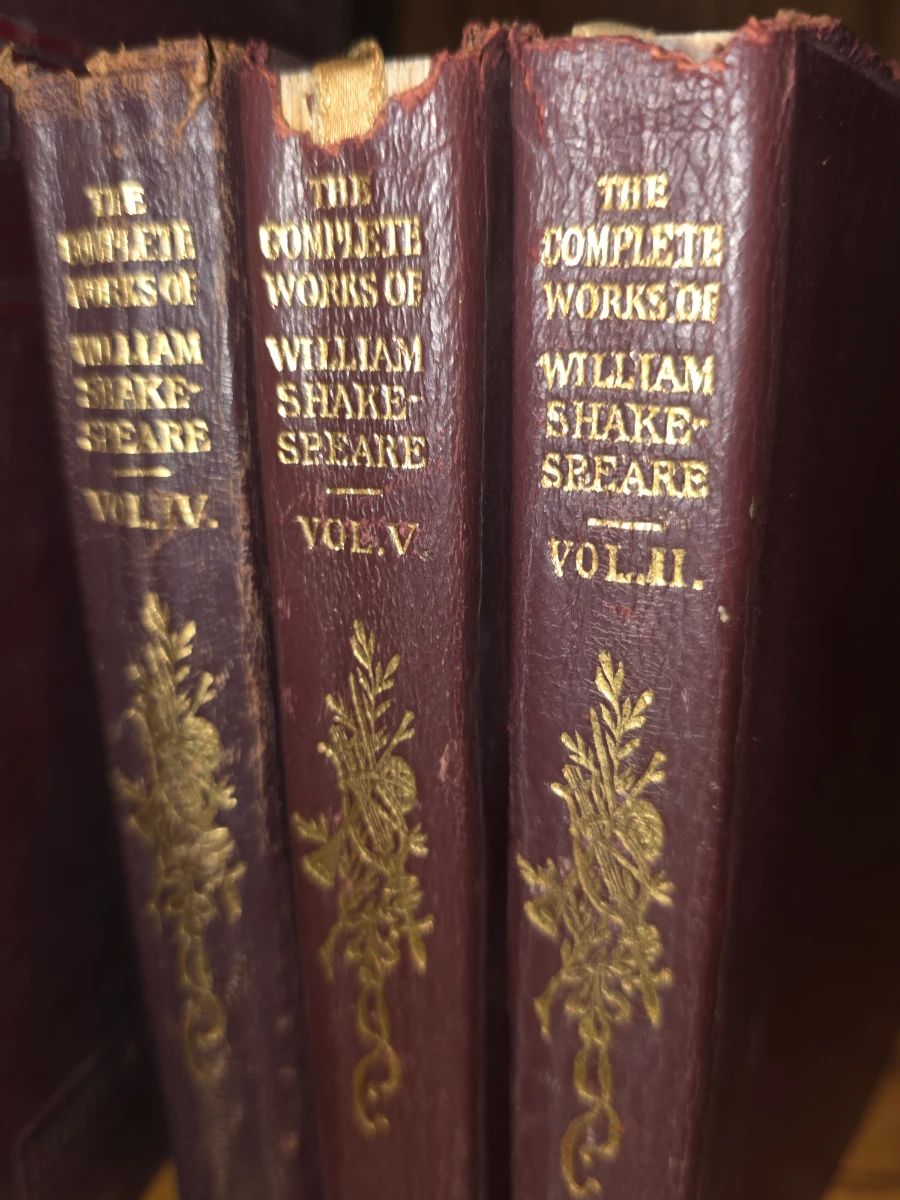 THE
COMPLETE
WORKS OF
WILLIAM
SHAKE-
SPEARE
VOL. IV.
THE
COMPLETE
WORKS OF
WILLIAM
SHAKE-
SPEARE
VOL. V.
THE
COMPLETE
WORKS OF
WILLIAM
SHAKE-
SPEARE
VOL. II.